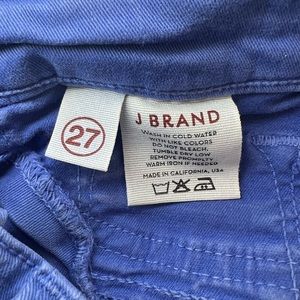 27
J BRAND
WASH IN COLD WATER
WITH LIKE COLORS
DO NOT BLEACH.
TUMBLE DRY LOW
REMOVE PROMPTLY
WARM IRON IF NEEDED
MADE IN CALIFORNIA, USA